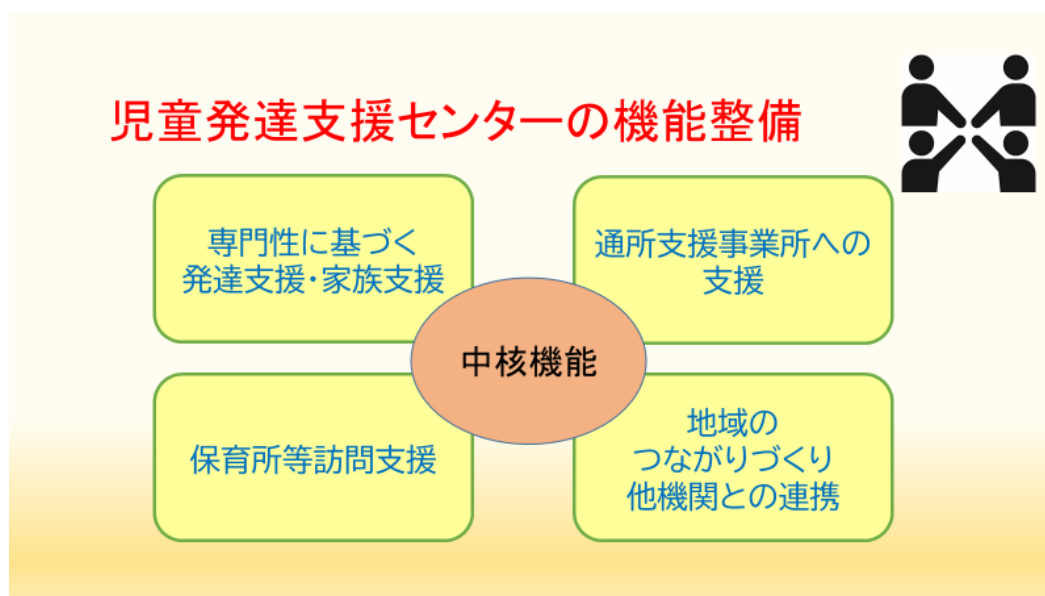 児童発達支援センターの機能整備
専門性に基づく
発達支援・家族支援
通所支援事業所への
支援
中核機能
保育所等訪問支援
地域の
つながりづくり
他機関との連携